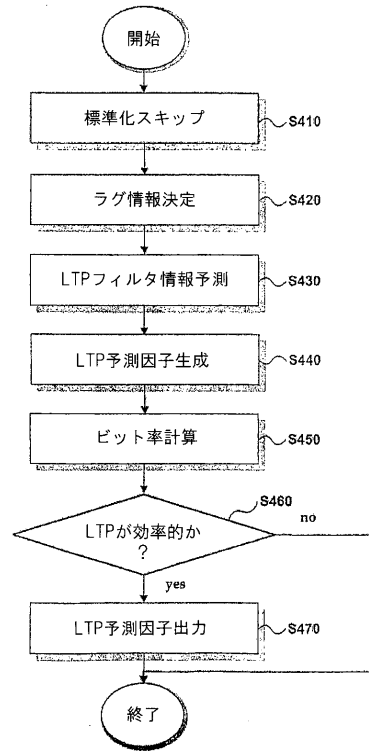 開始
標準化スキップ
S410
ラグ情報決定
S420
LTPフィルタ情報予測
S430
LTP予測因子生成
S440
ビット率計算
S450
S460
LTPが効率的か
?
no
yes
LTP予測因子出力
S470
終了